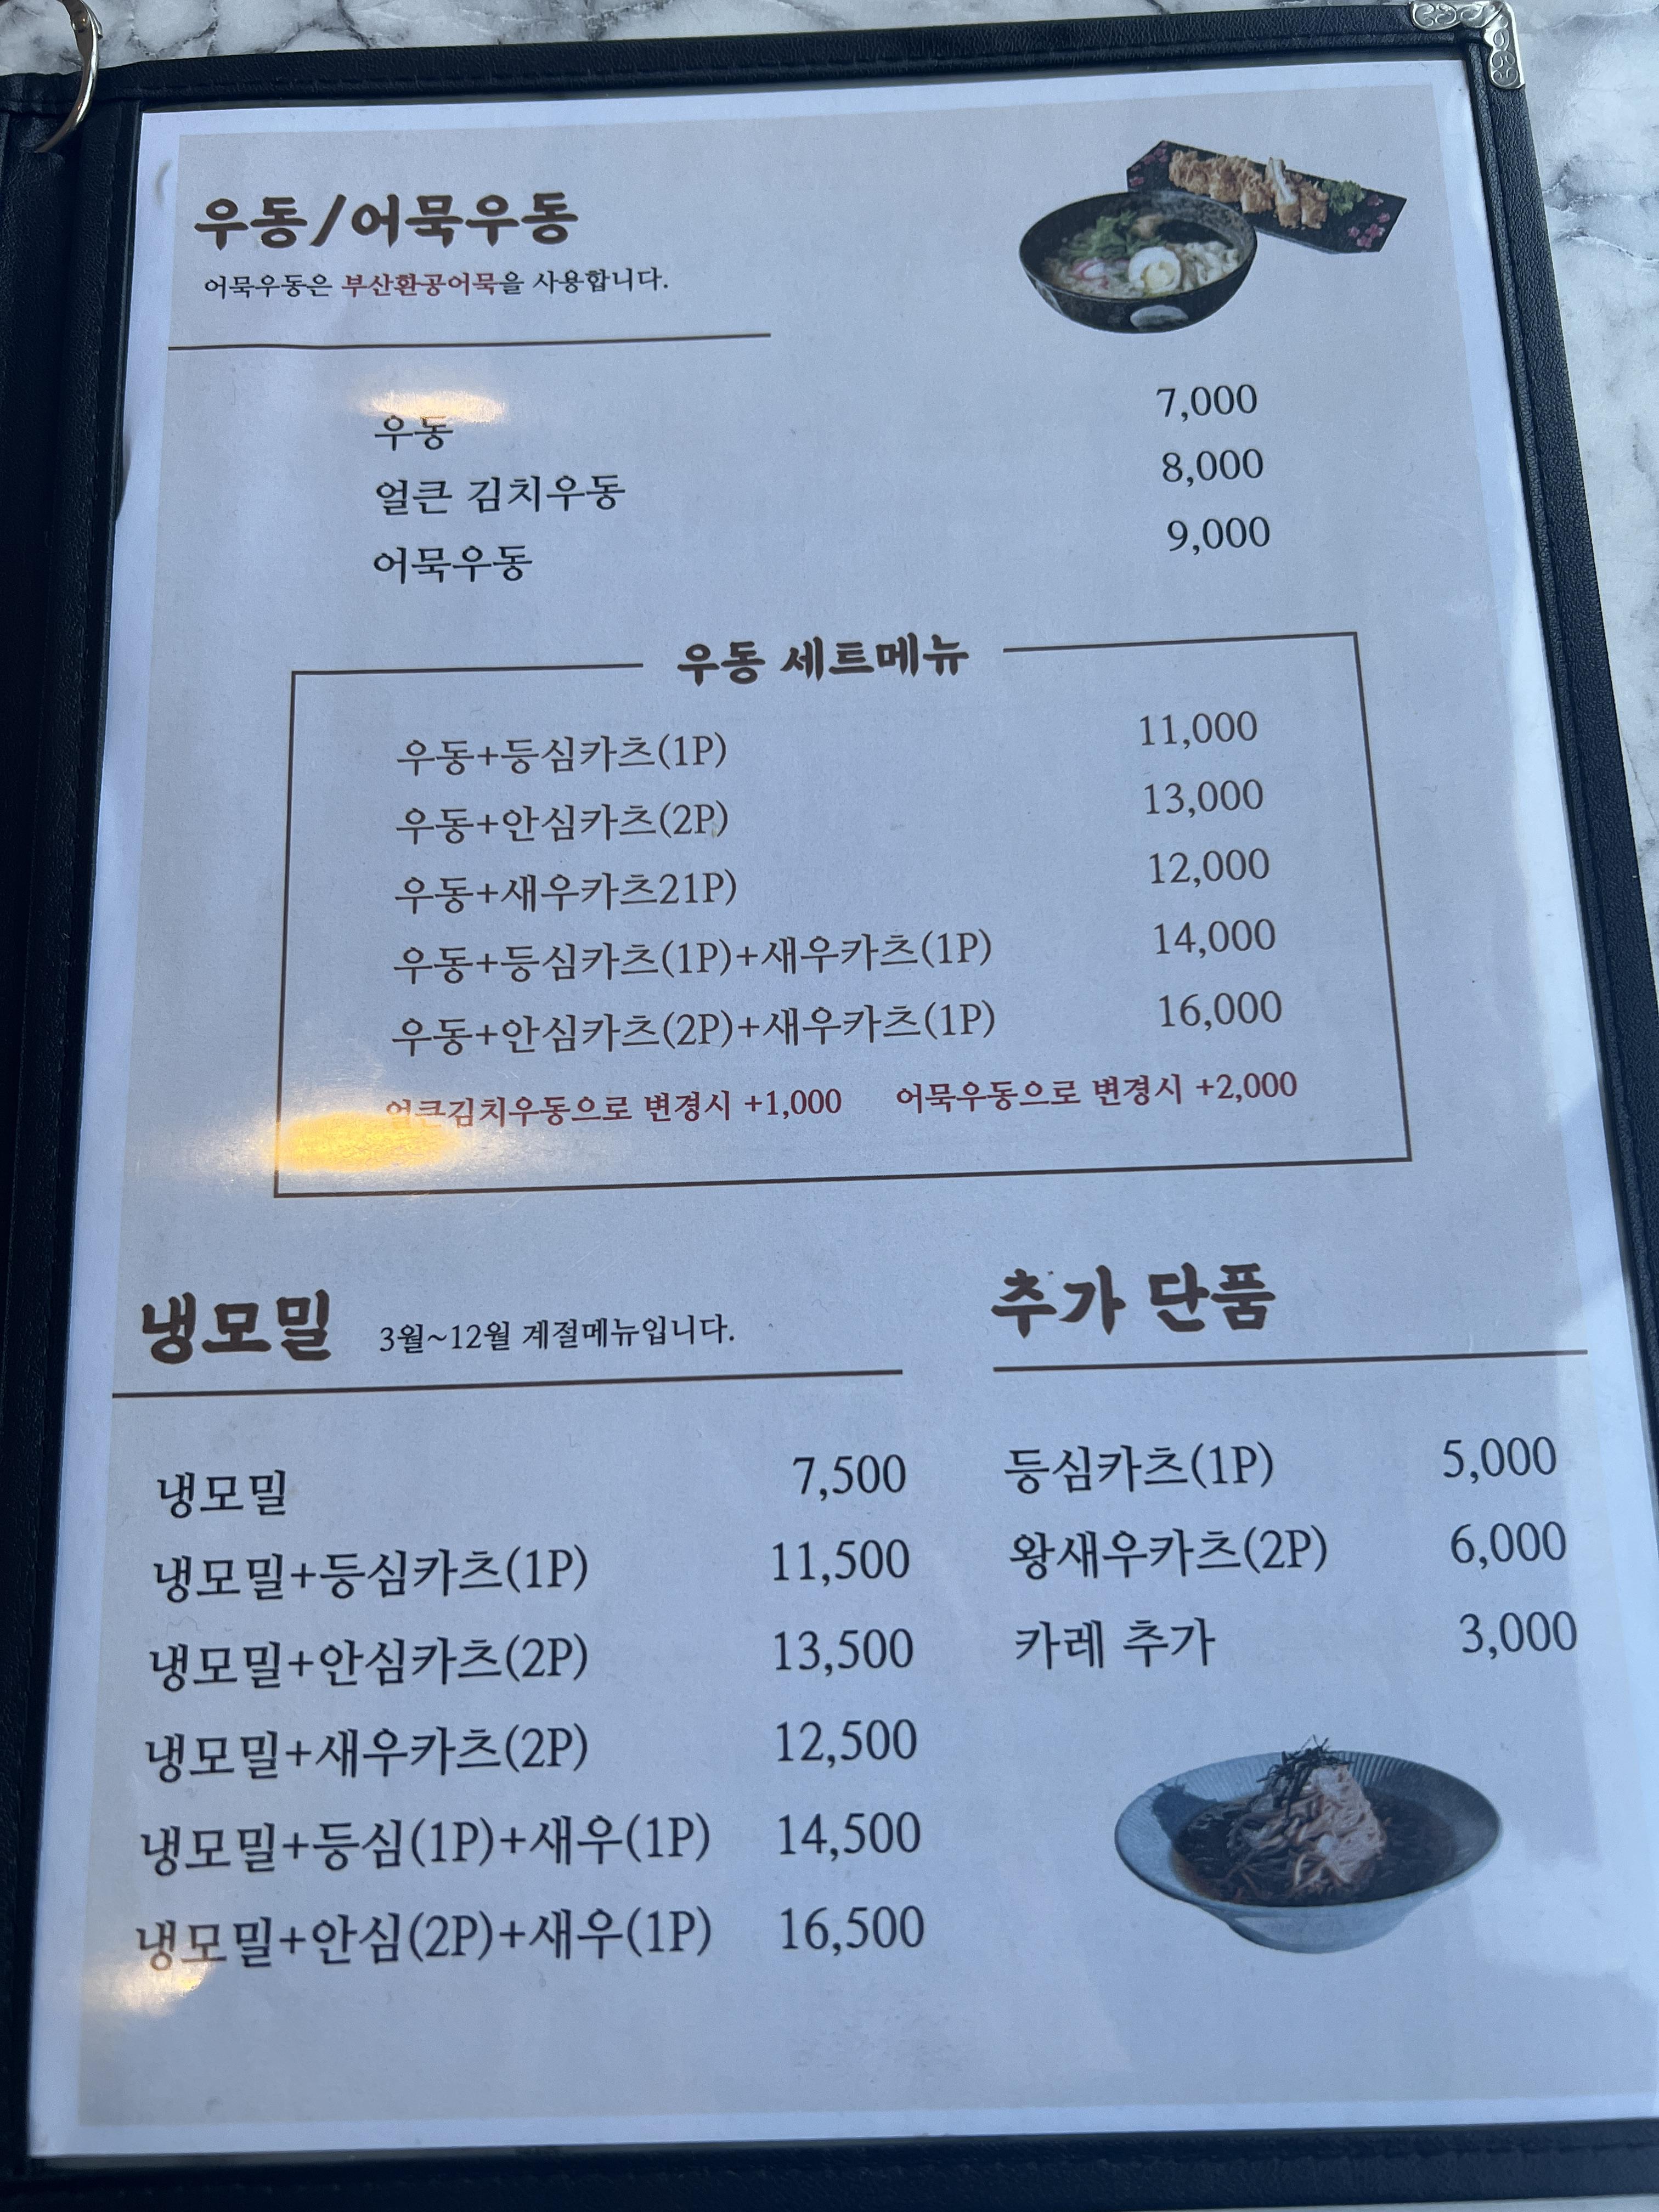 우동/어묵우동
어묵우동은 부산환공어묵을 사용합니다.
우동 7,000
얼큰 김치우동 8,000
어묵우동 9,000
우동 세트메뉴
우동+등심카츠(1P) 11,000
우동+안심카츠(2P) 13,000
우동+새우카츠21P) 12,000
우동+등심카츠(1P)+새우카츠(1P) 14,000
우동+안심카츠(2P)+새우카츠(1P) 16,000
얼큰김치우동으로 변경시 +1,000 어묵우동으로 변경시 +2,000
냉모밀 3월~12월 계절메뉴입니다.
냉모밀 7,500
냉모밀+등심카츠(1P) 11,500
냉모밀+안심카츠(2P) 13,500
냉모밀+새우카츠(2P) 12,500
냉모밀+등심(1P)+새우(1P) 14,500
냉모밀+안심(2P)+새우(1P) 16,500
추가 단품
등심카츠(1P) 5,000
왕새우카츠(2P) 6,000
카레 추가 3,000